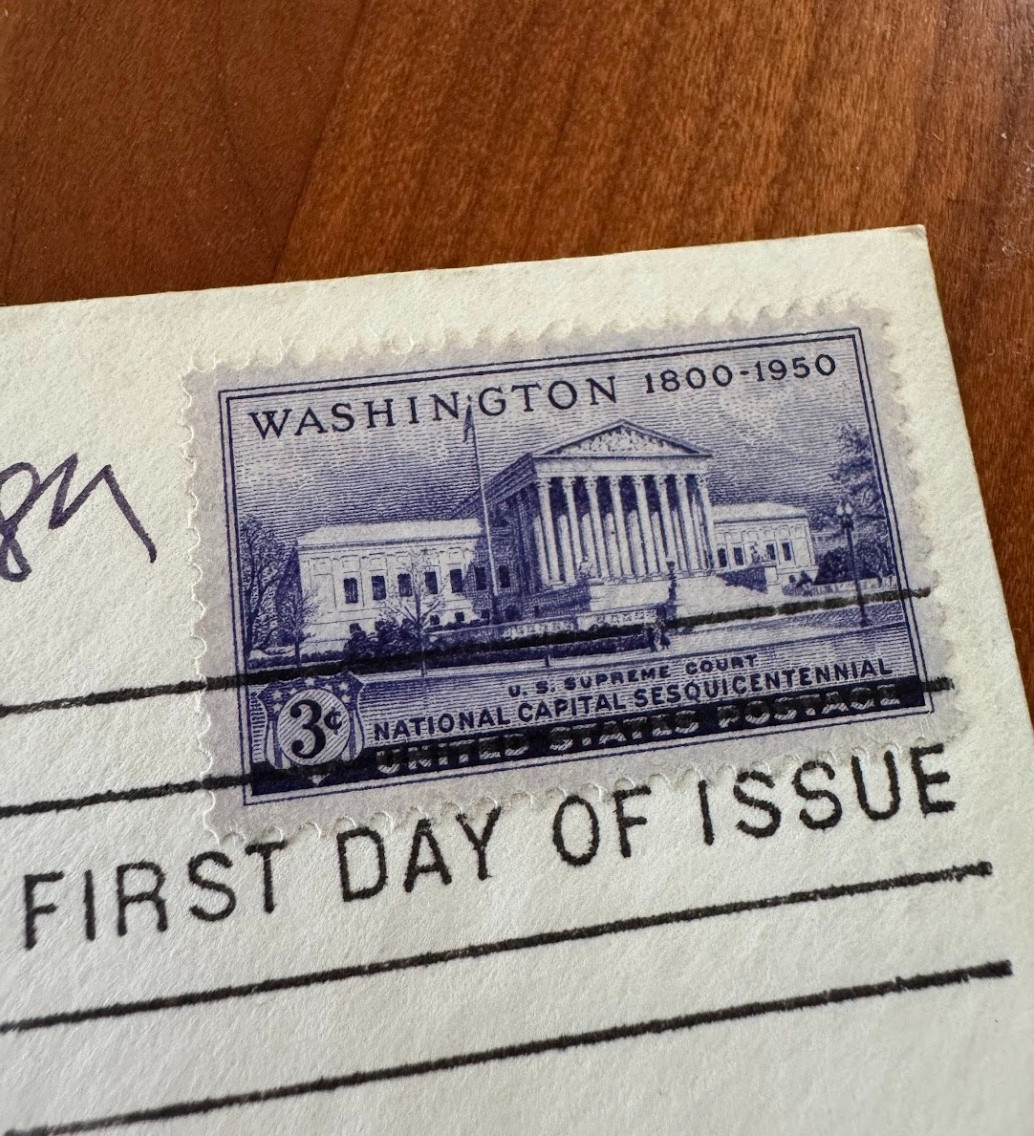 WASHINGTON 1800-1950
U. S. SUPREME COURT
3¢ NATIONAL CAPITAL SESQUICENTENNIAL
UNITED STATES POSTAGE
FIRST DAY OF ISSUE